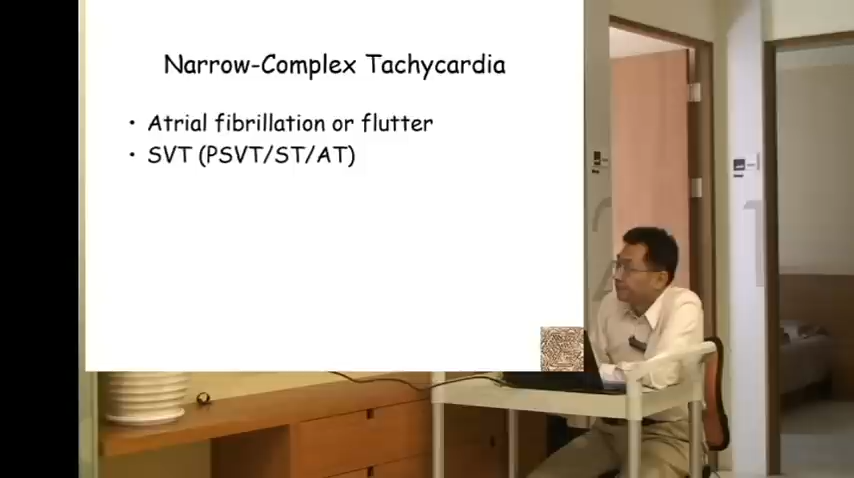 Narrow-Complex Tachycardia
• Atrial fibrillation or flutter
• SVT (PSVT/ST/AT)